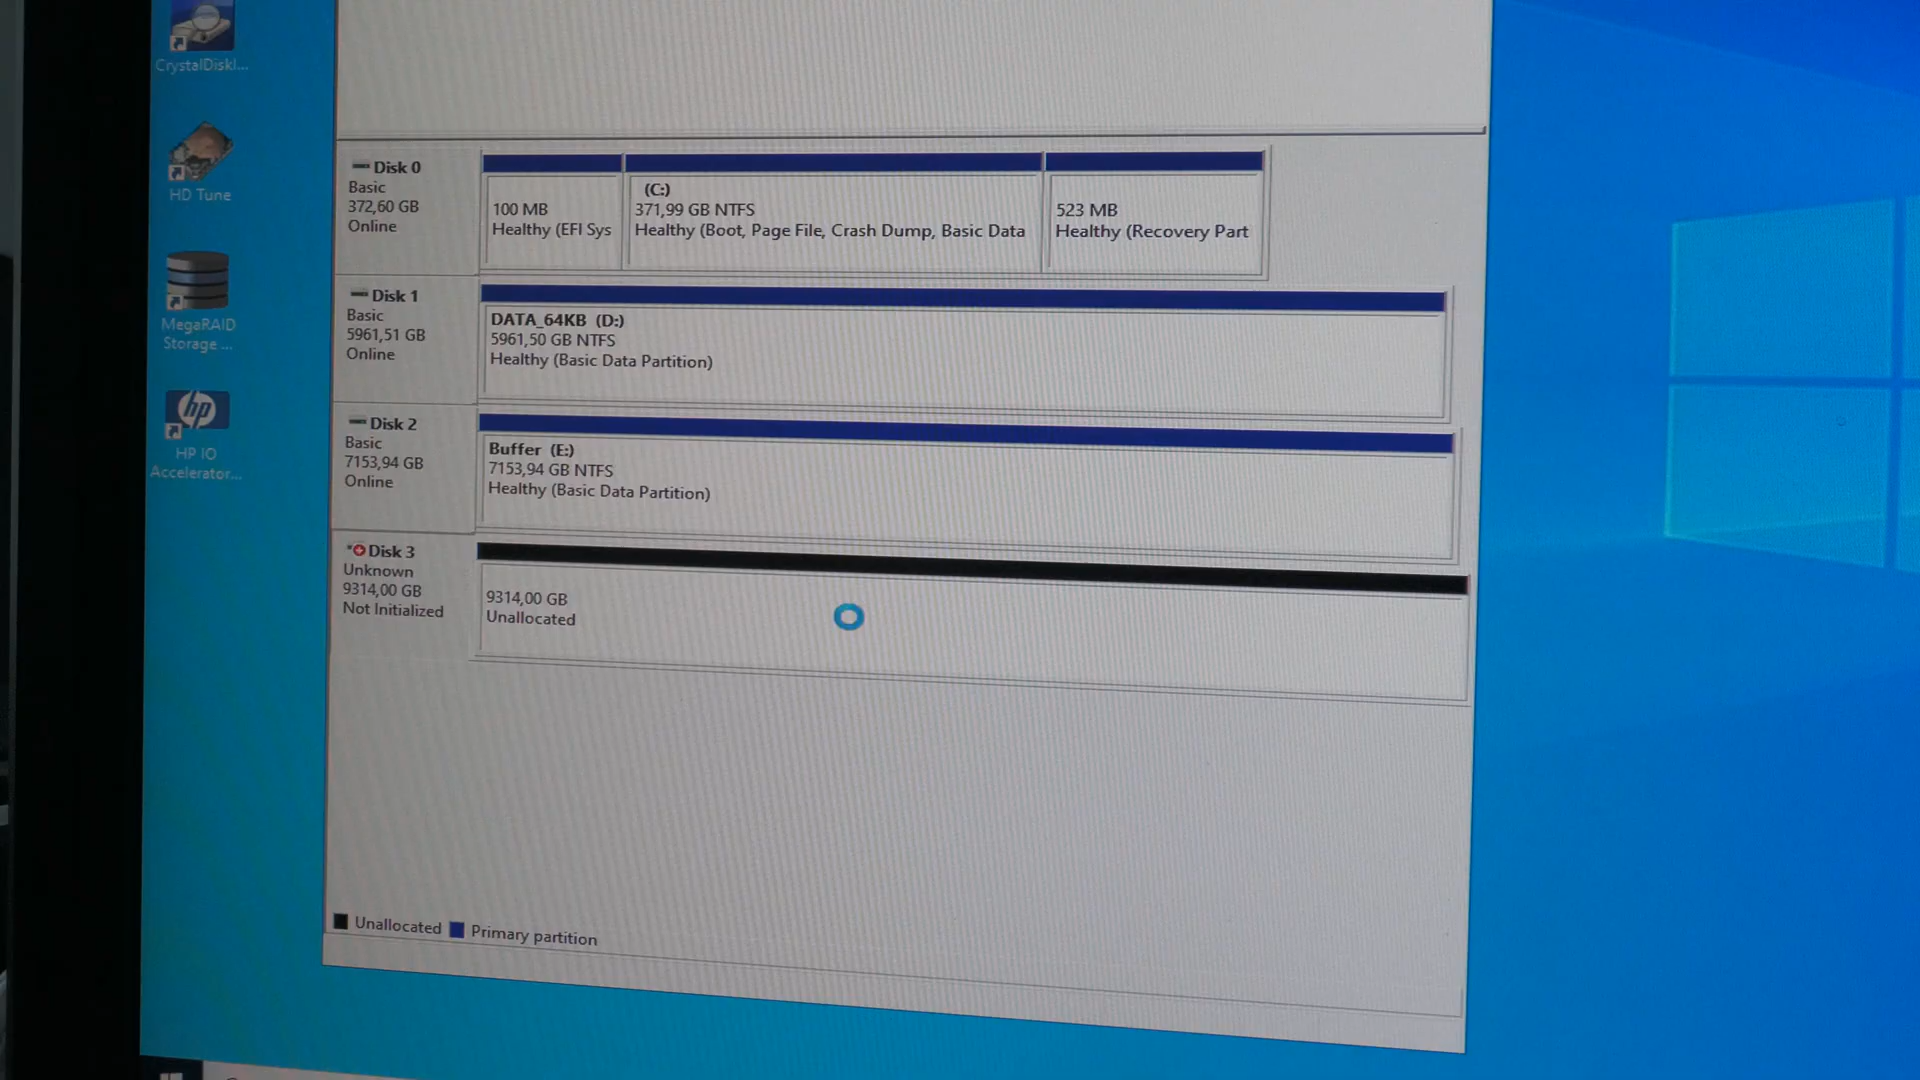 CrystalDiskI...
HD Tune
MegaRAID
Storage ...
hp
HP IO
Accelerator...
Disk 0
Basic
372,60 GB
Online
100 MB
Healthy (EFI Sys
(C:)
371,99 GB NTFS
Healthy (Boot, Page File, Crash Dump, Basic Data
523 MB
Healthy (Recovery Part
Disk 1
Basic
5961,51 GB
Online
DATA_64KB (D:)
5961,50 GB NTFS
Healthy (Basic Data Partition)
Disk 2
Basic
7153,94 GB
Online
Buffer (E:)
7153,94 GB NTFS
Healthy (Basic Data Partition)
Disk 3
Unknown
9314,00 GB
Not Initialized
9314,00 GB
Unallocated
Unallocated
Primary partition